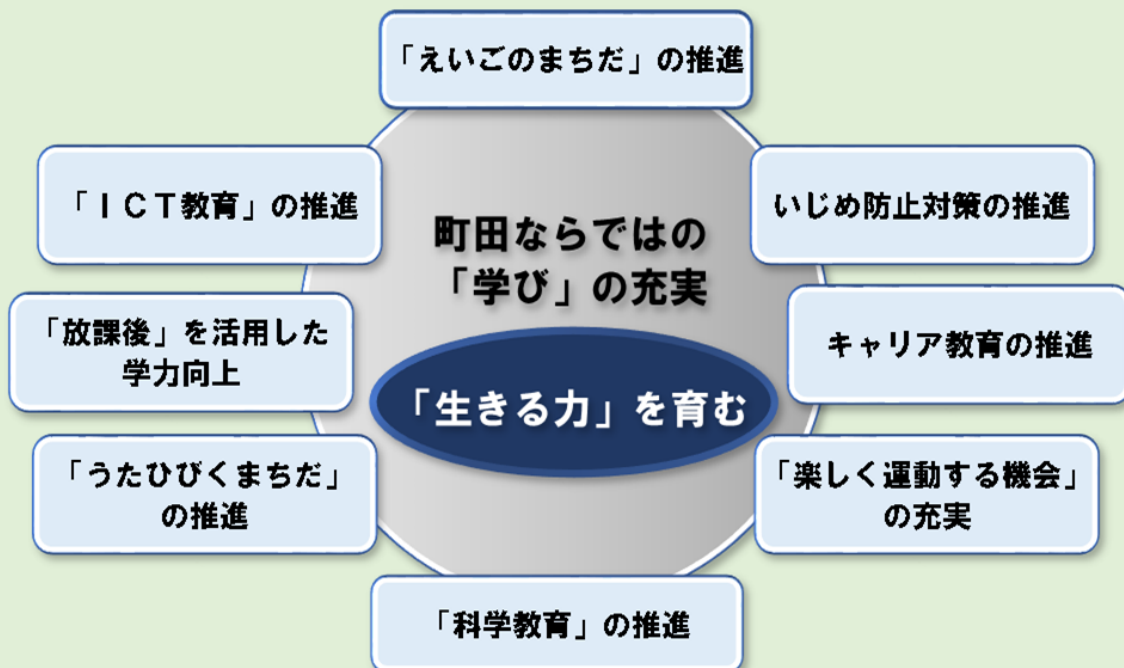 「えいごのまちだ」の推進
「ＩＣＴ教育」の推進
いじめ防止対策の推進
町田ならではの
「学び」の充実
「放課後」を活用した
学力向上
キャリア教育の推進
「生きる力」を育む
「うたひびくまちだ」
の推進
「楽しく運動する機会」
の充実
「科学教育」の推進